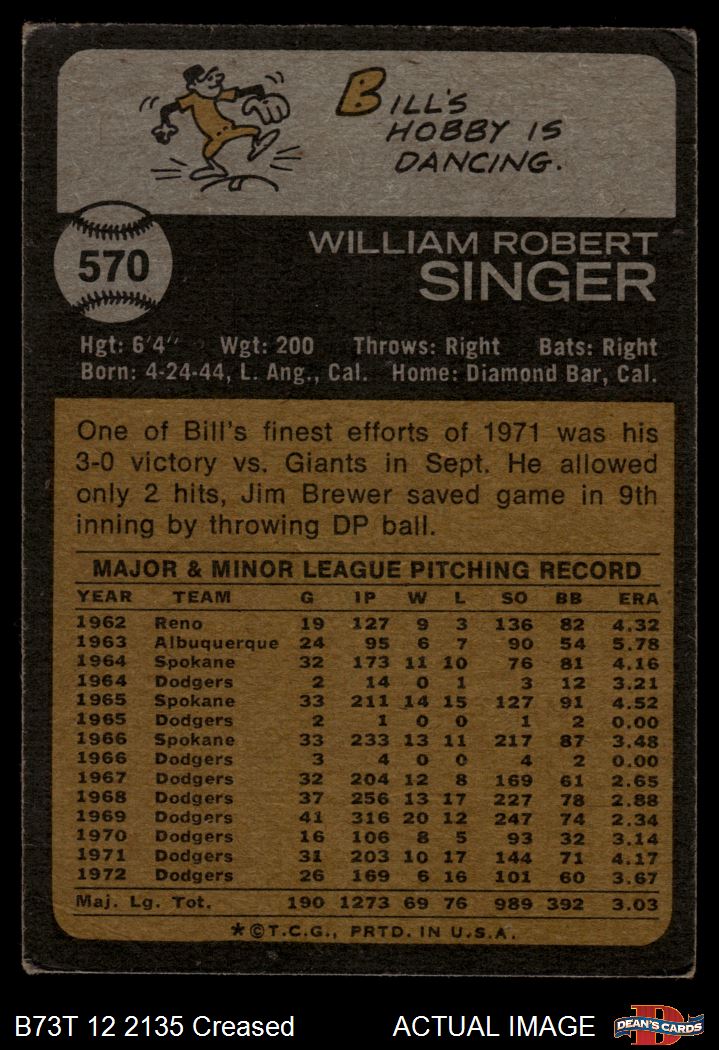 BILL'S
HOBBY IS
DANCING.
570
WILLIAM ROBERT
SINGER
Hgt: 6'4" Wgt: 200 Throws: Right Bats: Right
Born: 4-24-44, L. Ang., Cal. Home: Diamond Bar, Cal.
One of Bill's finest efforts of 1971 was his
3-0 victory vs. Giants in Sept. He allowed
only 2 hits, Jim Brewer saved game in 9th
inning by throwing DP ball.
MAJOR & MINOR LEAGUE PITCHING RECORD
YEAR TEAM G IP W L SO BB ERA
1962 Reno 19 127 9 3 136 82 4.32
1963 Albuquerque 24 95 6 7 90 54 5.78
1964 Spokane 32 173 11 10 76 81 4.16
1964 Dodgers 2 14 0 1 3 12 3.21
1965 Spokane 33 211 14 15 127 91 4.52
1965 Dodgers 2 1 0 0 1 2 0.00
1966 Spokane 33 233 13 11 217 87 3.48
1966 Dodgers 3 4 0 0 4 2 0.00
1967 Dodgers 32 204 12 8 169 61 2.65
1968 Dodgers 37 256 13 17 227 78 2.88
1969 Dodgers 41 316 20 12 247 74 2.34
1970 Dodgers 16 106 8 5 93 32 3.14
1971 Dodgers 31 203 10 17 144 71 4.17
1972 Dodgers 26 169 6 16 101 60 3.67
Maj. Lg. Tot. 190 1273 69 76 989 392 3.03
*©T.C.G., PRTD. IN U.S.A.
B73T 12 2135 Creased ACTUAL IMAGE DEAN'S CARDS